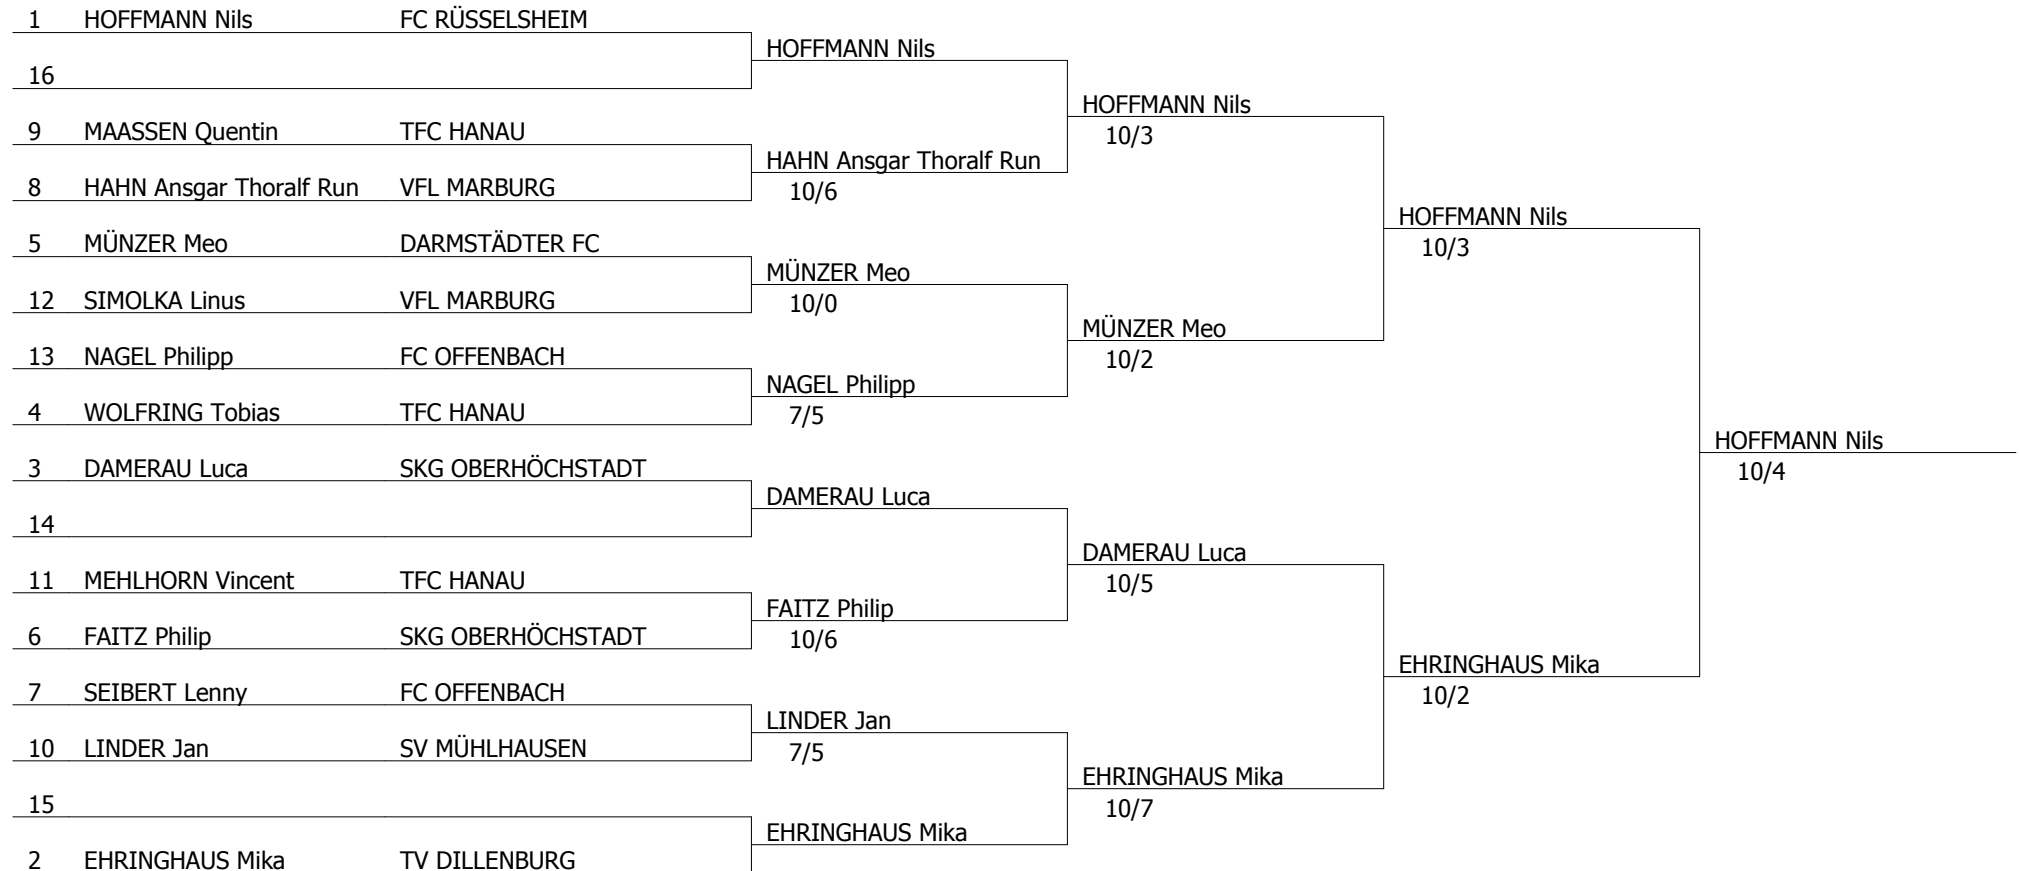 1 HOFFMANN Nils FC RÜSSELSHEIM
HOFFMANN Nils
16
HOFFMANN Nils
10/3
9 MAASSEN Quentin TFC HANAU
HAHN Ansgar Thoralf Run
10/6
8 HAHN Ansgar Thoralf Run VFL MARBURG
HOFFMANN Nils
10/3
5 MÜNZER Meo DARMSTÄDTER FC
MÜNZER Meo
10/0
12 SIMOLKA Linus VFL MARBURG
MÜNZER Meo
10/2
13 NAGEL Philipp FC OFFENBACH
NAGEL Philipp
7/5
4 WOLFRING Tobias TFC HANAU
HOFFMANN Nils
10/4
3 DAMERAU Luca SKG OBERHÖCHSTADT
DAMERAU Luca
14
DAMERAU Luca
10/5
11 MEHLHORN Vincent TFC HANAU
FAITZ Philip
10/6
6 FAITZ Philip SKG OBERHÖCHSTADT
EHRINGHAUS Mika
10/2
7 SEIBERT Lenny FC OFFENBACH
LINDER Jan
7/5
10 LINDER Jan SV MÜHLHAUSEN
EHRINGHAUS Mika
10/7
15
EHRINGHAUS Mika
2 EHRINGHAUS Mika TV DILLENBURG